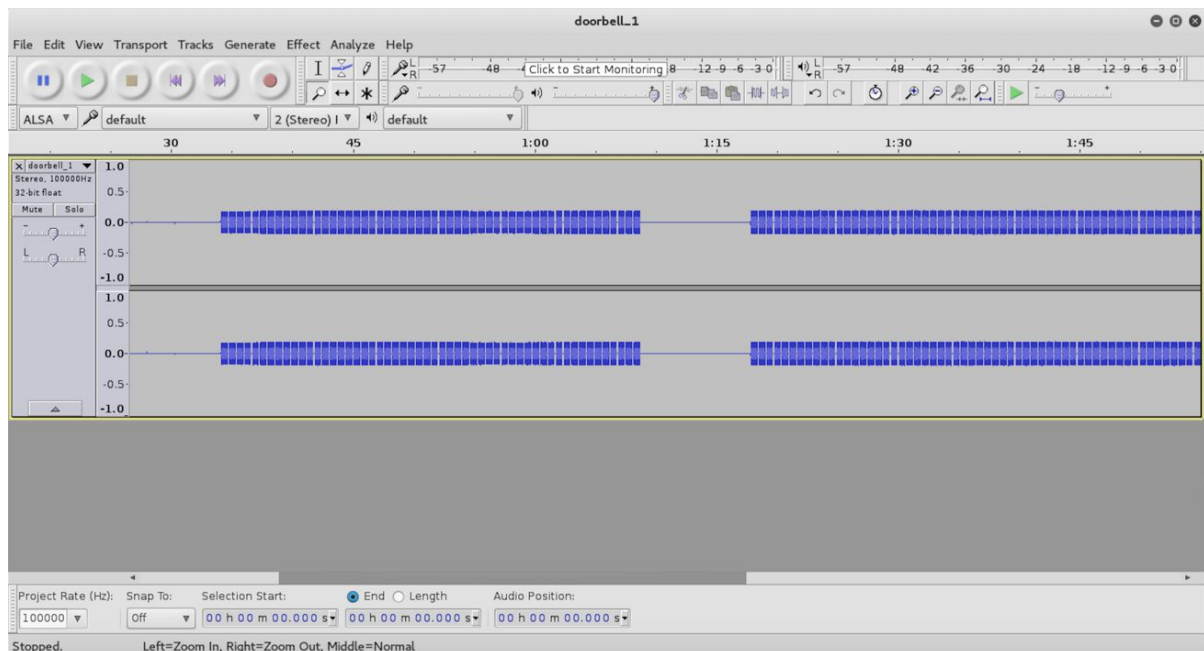 doorbell_1
File Edit View Transport Tracks Generate Effect Analyze Help
L R -57 -48 -4 Click to Start Monitoring 8 -12 -9 -6 -3 0 L R -57 -48 -42 -36 -30 -24 -18 -12 -9 -6 -3 0
ALSA default 2 (Stereo) I default
30 45 1:00 1:15 1:30 1:45
x doorbell_1 1.0
Stereo, 100000Hz
32-bit float 0.5
Mute Solo
- + 0.0
L R -0.5
-1.0
1.0
0.5
0.0
-0.5
-1.0
Project Rate (Hz): Snap To: Selection Start: End Length Audio Position:
100000 Off 00 h 00 m 00.000 s 00 h 00 m 00.000 s 00 h 00 m 00.000 s
Stopped. Left=Zoom In, Right=Zoom Out, Middle=Normal